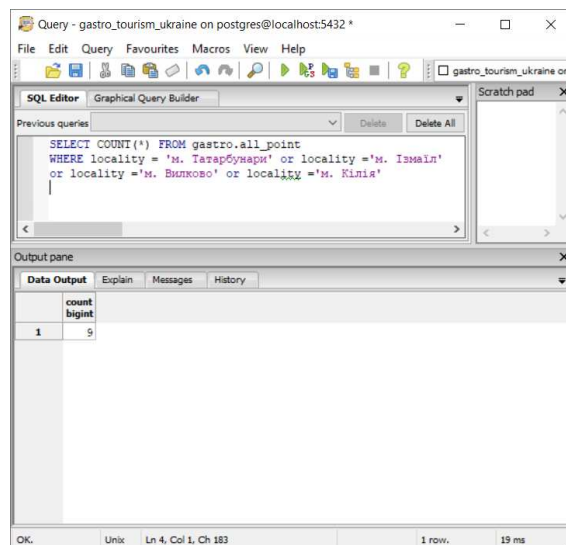 Query - gastro_tourism_ukraine on postgres@localhost:5432 *
File Edit Query Favourites Macros View Help
gastro_tourism_ukraine or
SQL Editor Graphical Query Builder
Scratch pad
Previous queries Delete Delete All
SELECT COUNT(*) FROM gastro.all_point
WHERE locality = 'м. Татарбунари' or locality ='м. Ізмаїл'
or locality ='м. Вилково' or locality ='м. Кілія'
Output pane
Data Output Explain Messages History
count
bigint
1 9
OK. Unix Ln 4, Col 1, Ch 183 1 row. 19 ms